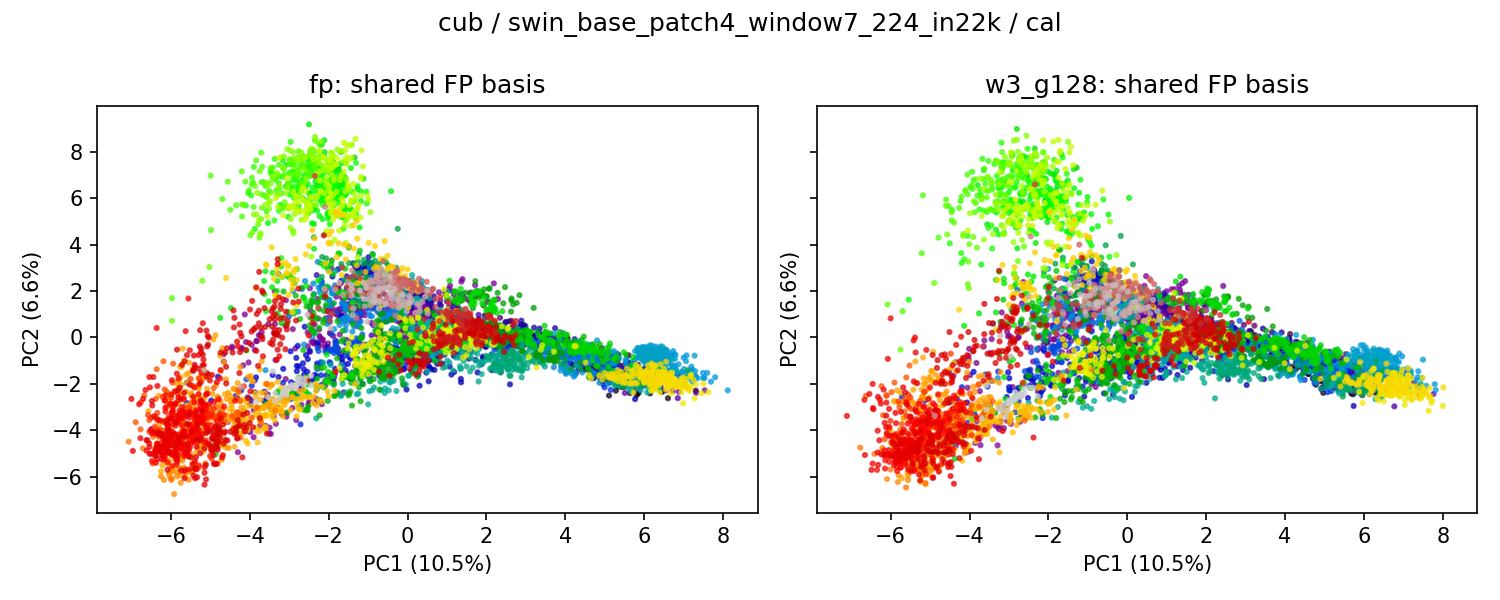 cub / swin_base_patch4_window7_224_in22k / cal
fp: shared FP basis
w3_g128: shared FP basis
PC2 (6.6%)
8
6
4
2
0
−2
−4
−6
−6 −4 −2 0 2 4 6 8
PC1 (10.5%)
PC2 (6.6%)
−6 −4 −2 0 2 4 6 8
PC1 (10.5%)